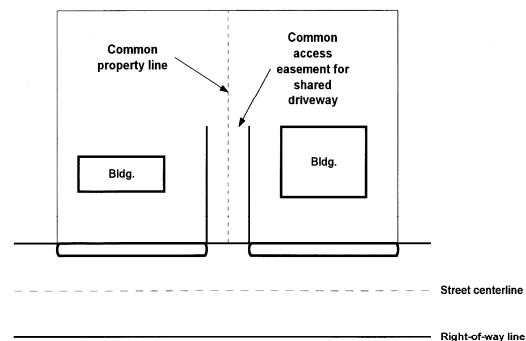 Common
property line
Common
access
easement for
shared
driveway
Bldg.
Bldg.
Street centerline
Right-of-way line